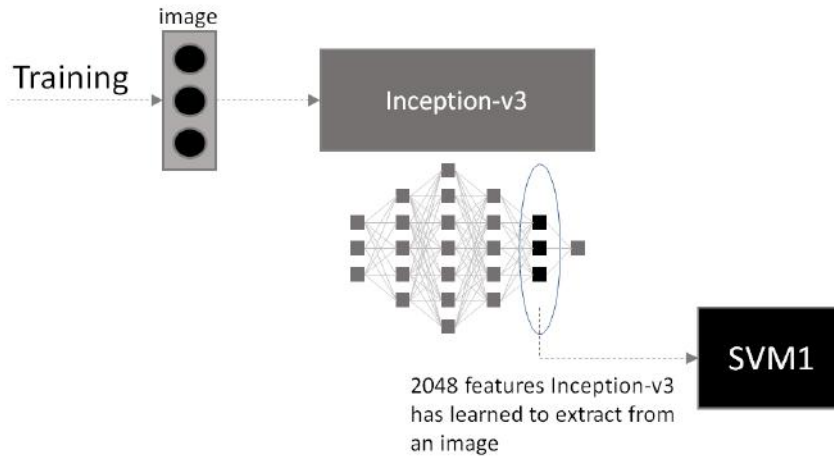 image
Training
Inception-v3
SVM1
2048 features Inception-v3
has learned to extract from
an image